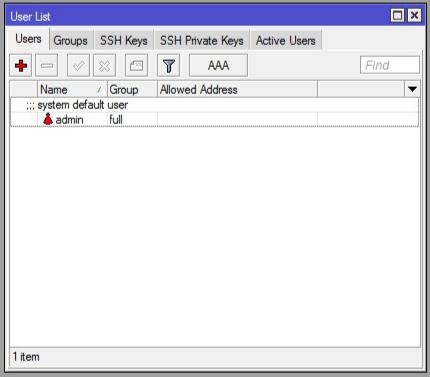 User List
Users Groups SSH Keys SSH Private Keys Active Users
AAA Find
Name Group Allowed Address
;;; system default user
admin full
1 item